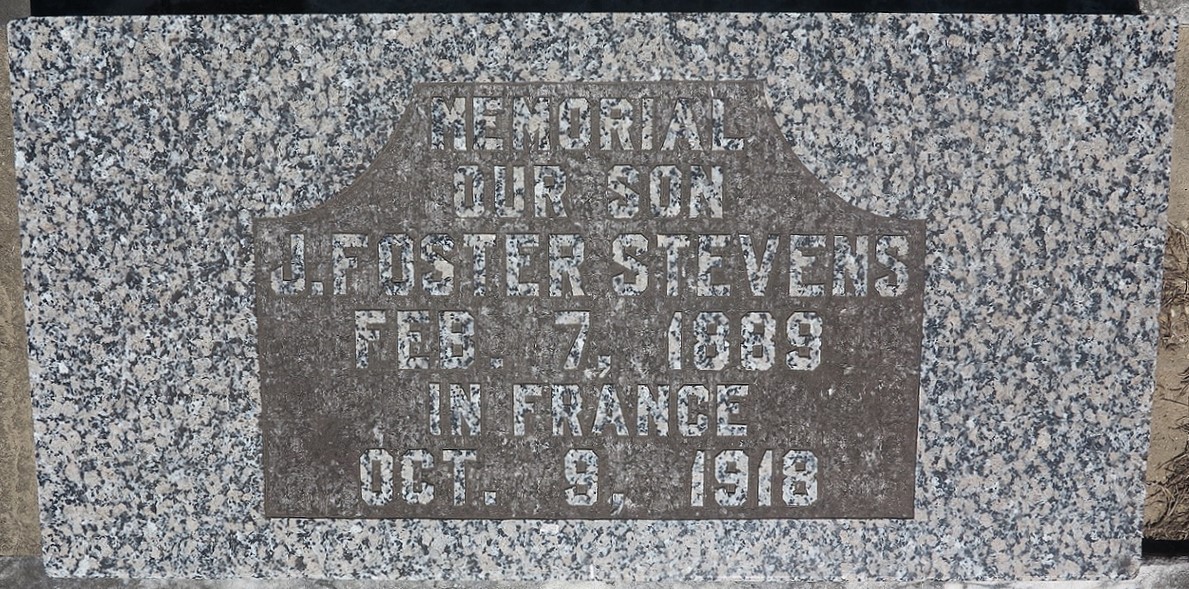 MEMORIAL
OUR SON
J. FOSTER STEVENS
FEB. 7, 1889
IN FRANCE
OCT. 9, 1918